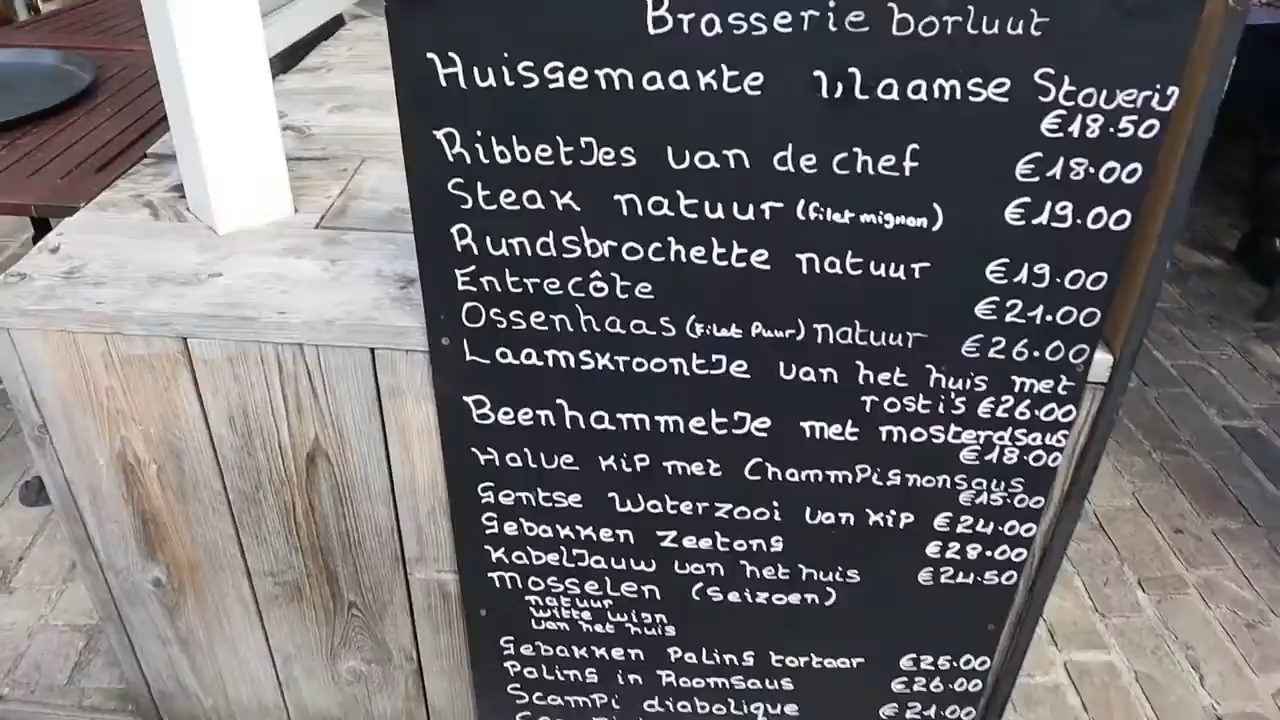 Brasserie borluut
Huisgemaakte Vlaamse Stoverij
€18.50
Ribbetjes van de chef €18.00
Steak natuur (filet mignon) €19.00
Rundsbrochette natuur €19.00
Entrecôte €21.00
Ossenhaas (Filet Puur) natuur €26.00
Laamskroontje van het huis met
rosti's €26.00
Beenhammetje met mosterdsaus
€18.00
Halve kip met Chammpignonsaus
€15.00
Gentse Waterzooi van kip €24.00
Gebakken Zeetong €28.00
Kabeljauw van het huis €24.50
Mosselen (Seizoen)
natuur
witte wijn
van het huis
Gebakken Paling tortaar €25.00
Paling in Roomsaus €26.00
Scampi diabolique €21.00